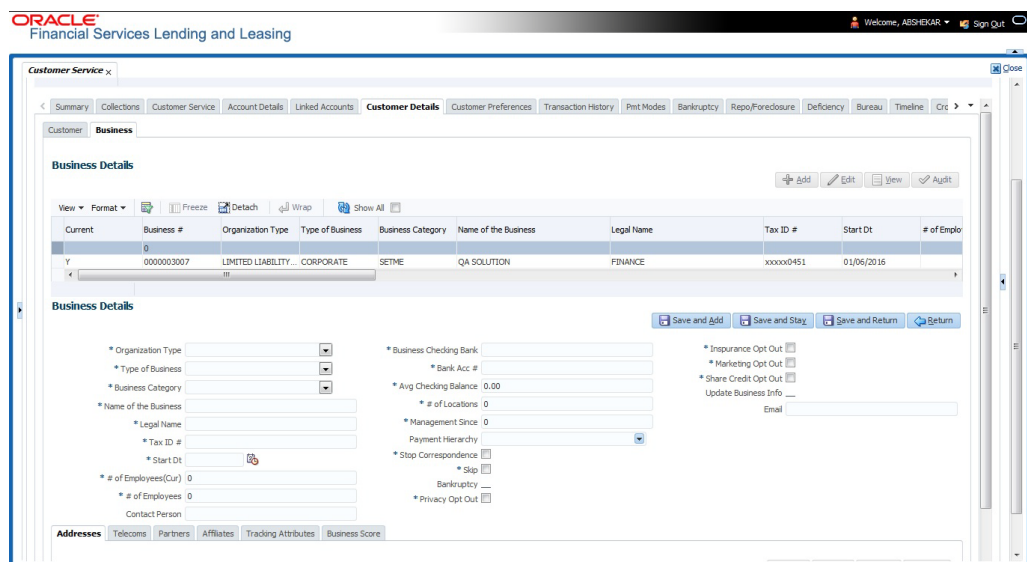 ORACLE®
Financial Services Lending and Leasing
Welcome, ABSHEKAR
Sign Out
Customer Service x
Close
Summary Collections Customer Service Account Details Linked Accounts Customer Details Customer Preferences Transaction History Pmt Modes Bankruptcy Repo/Foreclosure Deficiency Bureau Timeline Crc
Customer Business
Business Details
Add Edit View Audit
View Format Freeze Detach Wrap Show All
Current Business # Organization Type Type of Business Business Category Name of the Business Legal Name Tax ID # Start Dt # of Emplo
0
Y 0000003007 LIMITED LIABILITY... CORPORATE SETME QA SOLUTION FINANCE xxxxx0451 01/06/2016
Business Details
Save and Add Save and Stay Save and Return Return
* Organization Type
* Type of Business
* Business Category
* Name of the Business
* Legal Name
* Tax ID #
* Start Dt
* # of Employees(Cur) 0
* # of Employees 0
Contact Person
* Business Checking Bank
* Bank Acc #
* Avg Checking Balance 0.00
* # of Locations 0
* Management Since 0
Payment Hierarchy
* Stop Correspondence
* Skip
Bankruptcy
* Privacy Opt Out
* Inspurance Opt Out
* Marketing Opt Out
* Share Credit Opt Out
Update Business Info
Email
Addresses Telecoms Partners Affiliates Tracking Attributes Business Score